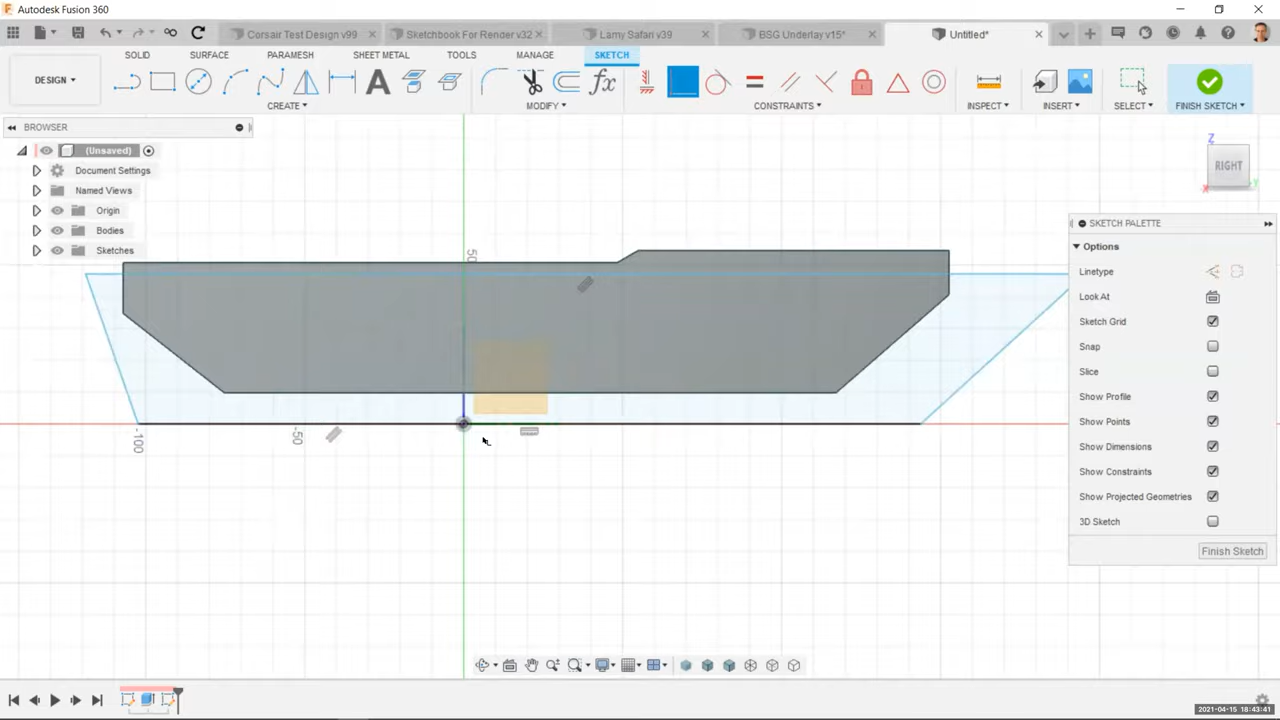 Autodesk Fusion 360
Corsair Test Design v99
Sketchbook For Render v32
Lamy Safari v39
BSG Underlay v15*
Untitled*
DESIGN
SOLID
SURFACE
PARAMESH
SHEET METAL
TOOLS
MANAGE
SKETCH
A
fx
CREATE
MODIFY
CONSTRAINTS
INSPECT
INSERT
SELECT
FINISH SKETCH
BROWSER
(Unsaved)
Document Settings
Named Views
Origin
Bodies
Sketches
Z
RIGHT
X
Y
SKETCH PALETTE
Options
Linetype
Look At
Sketch Grid
Snap
Slice
Show Profile
Show Points
Show Dimensions
Show Constraints
Show Projected Geometries
3D Sketch
Finish Sketch
50
-100
-50
2021-04-15 18:43:41